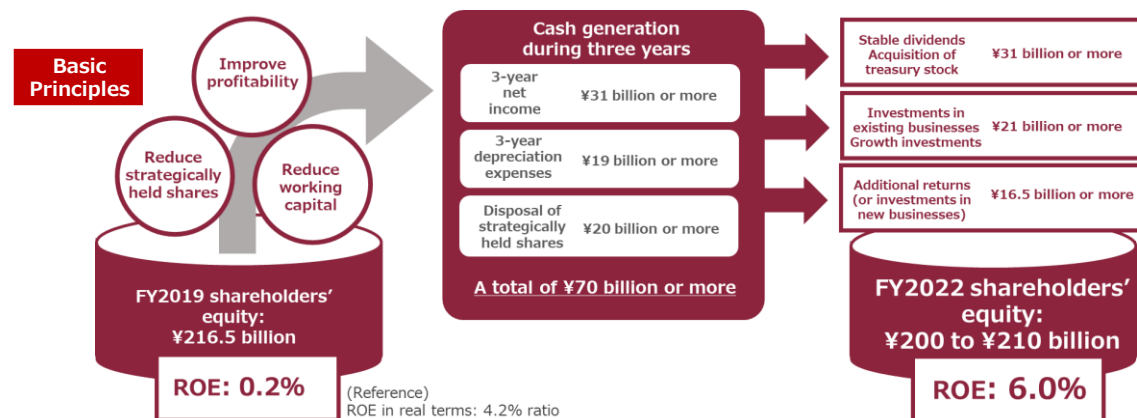 Basic
Principles
Improve
profitability
Reduce
strategically
held shares
Reduce
working
capital
FY2019 shareholders’
equity:
¥216.5 billion
ROE: 0.2%
(Reference)
ROE in real terms: 4.2% ratio
Cash generation
during three years
3-year
net
income
¥31 billion or more
3-year
depreciation
expenses
¥19 billion or more
Disposal of
strategically
held shares
¥20 billion or more
A total of ¥70 billion or more
Stable dividends
Acquisition of
treasury stock
¥31 billion or more
Investments in
existing businesses
Growth investments
¥21 billion or more
Additional returns
(or investments in
new businesses)
¥16.5 billion or more
FY2022 shareholders’
equity:
¥200 to ¥210 billion
ROE: 6.0%